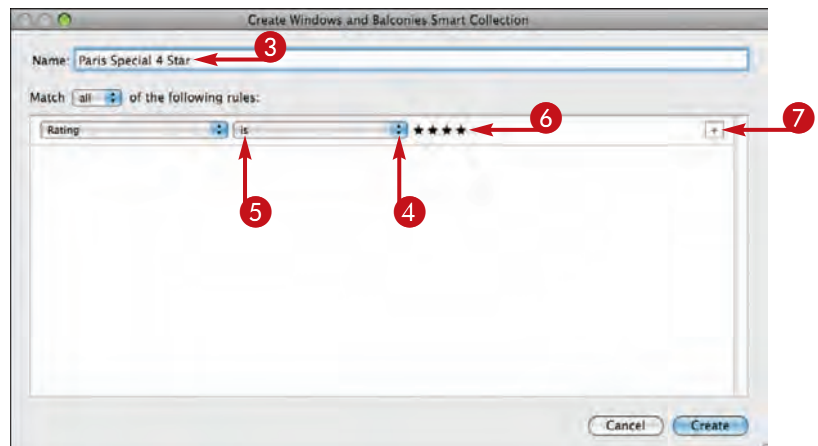 Create Windows and Balconies Smart Collection
3
Name: Paris Special 4 Star
Match all of the following rules:
6
7
Rating is ★★★★ +
5
4
Cancel Create